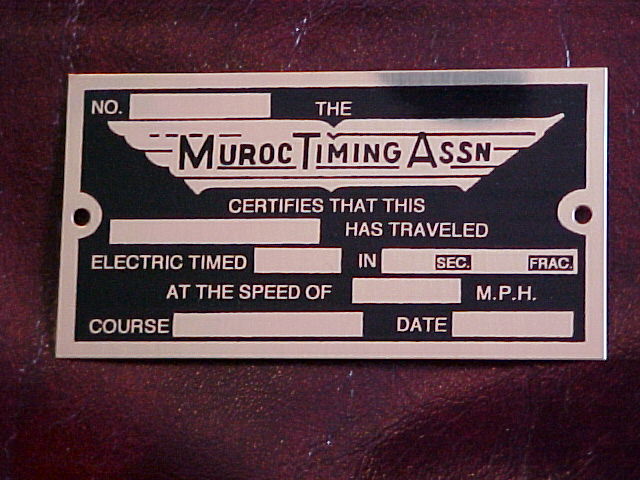 NO. THE
MUROC TIMING ASSN
CERTIFIES THAT THIS
HAS TRAVELED
ELECTRIC TIMED IN SEC. FRAC.
AT THE SPEED OF M.P.H.
COURSE DATE